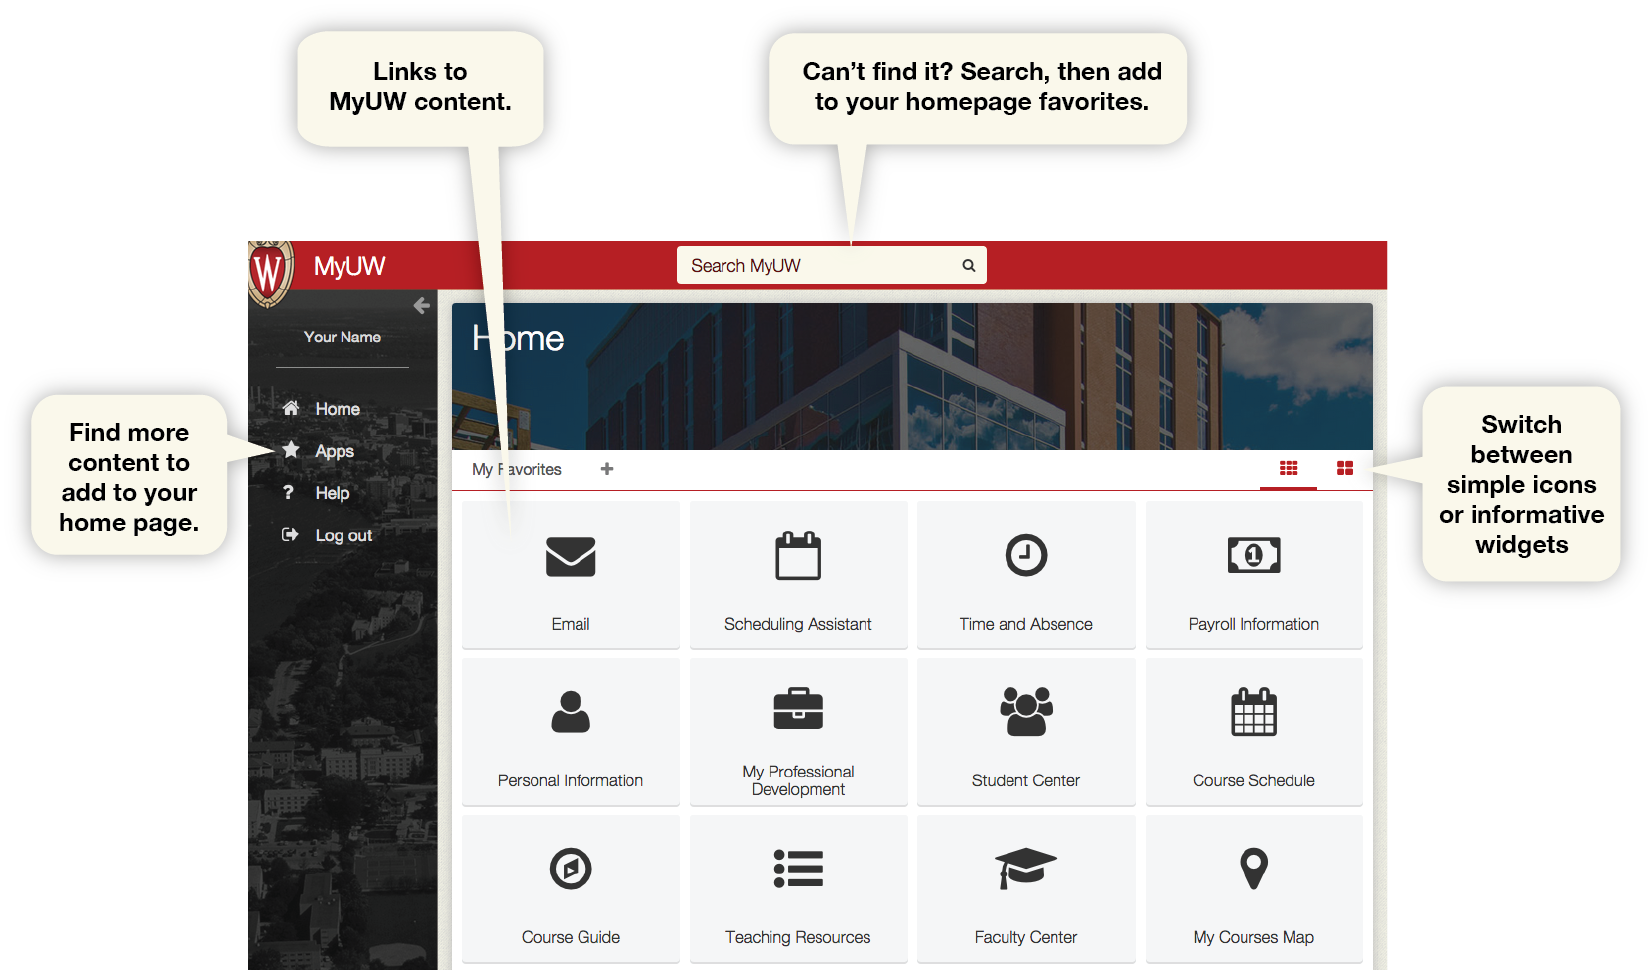 Links to
MyUW content.
Can’t find it? Search, then add
to your homepage favorites.
W
MyUW
Search MyUW
Your Name
Home
Apps
Help
Log out
Find more
content to
add to your
home page.
Home
My Favorites
Switch
between
simple icons
or informative
widgets
Email
Scheduling Assistant
Time and Absence
1
Payroll Information
Personal Information
My Professional
Development
Student Center
Course Schedule
Course Guide
Teaching Resources
Faculty Center
My Courses Map